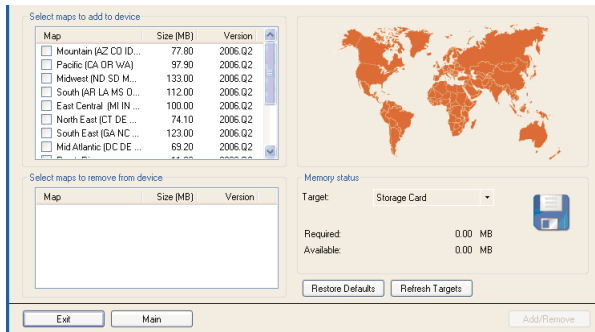 Select maps to add to device
Map Size (MB) Version
Mountain (AZ CO ID... 77.80 2006.Q2
Pacific (CA OR WA) 97.90 2006.Q2
Midwest (ND SD M... 133.00 2006.Q2
South (AR LA MS O... 112.00 2006.Q2
East Central (MI IN ... 100.00 2006.Q2
North East (CT DE ... 74.10 2006.Q2
South East (GA NC ... 123.00 2006.Q2
Mid Atlantic (DC DE ... 69.20 2006.Q2
Select maps to remove from device
Map Size (MB) Version
Memory status
Target: Storage Card
Required: 0.00 MB
Available: 0.00 MB
Restore Defaults Refresh Targets
Exit Main Add/Remove